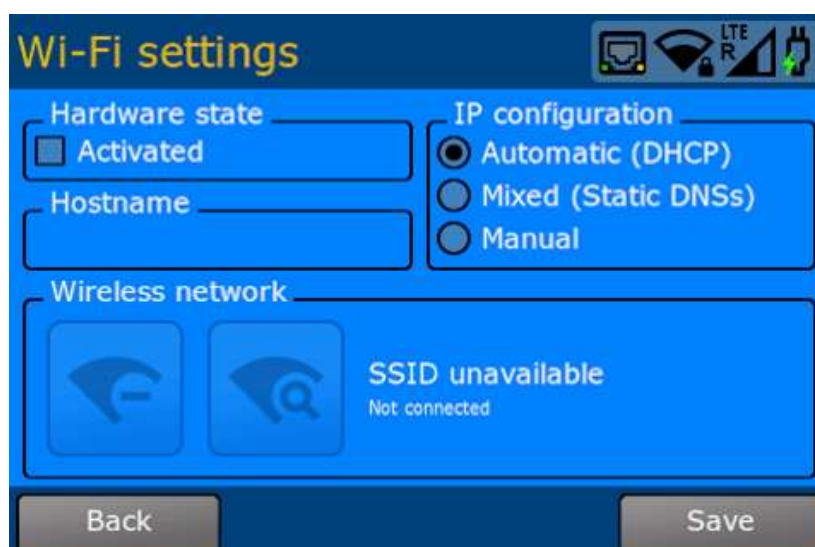 Wi-Fi settings
LTE
R
Hardware state
Activated
Hostname
IP configuration
Automatic (DHCP)
Mixed (Static DNSs)
Manual
Wireless network
SSID unavailable
Not connected
Back
Save